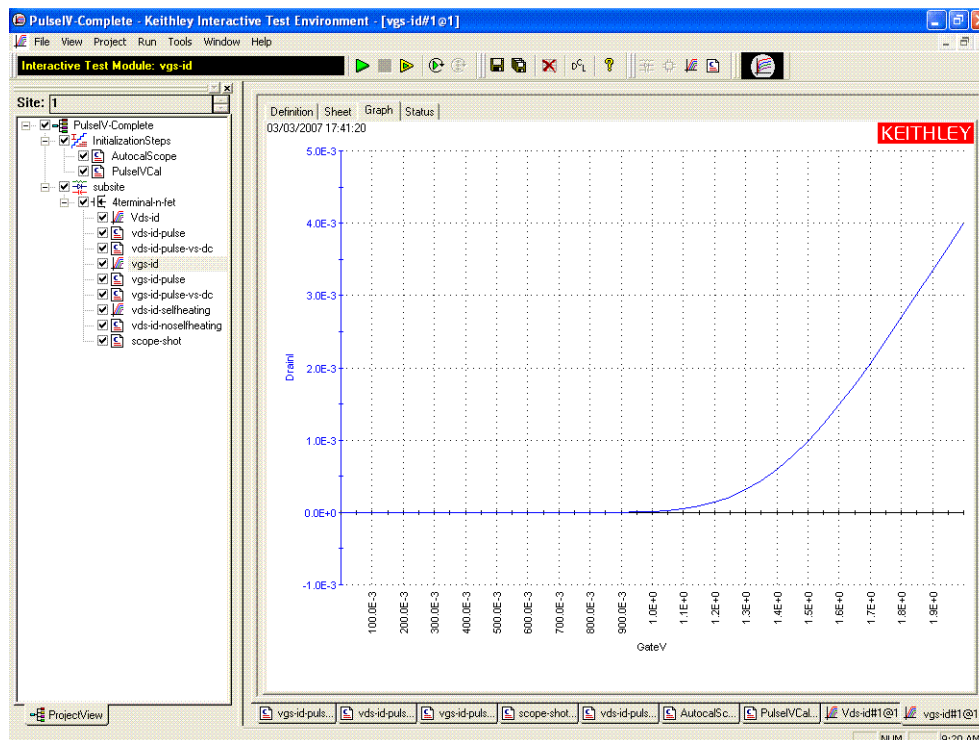 PulseIV-Complete - Keithley Interactive Test Environment - [vgs-id#1@1]
File View Project Run Tools Window Help
Interactive Test Module: vgs-id
Site: 1
PulseIV-Complete
InitializationSteps
AutocalScope
PulseIVCal
subsite
4terminal-n-fet
Vds-id
vds-id-pulse
vds-id-pulse-vs-dc
vgs-id
vgs-id-pulse
vgs-id-pulse-vs-dc
vds-id-selfheating
vds-id-noselfheating
scope-shot
ProjectView
Definition Sheet Graph Status
03/03/2007 17:41:20
KEITHLEY
5.0E-3
4.0E-3
3.0E-3
2.0E-3
1.0E-3
0.0E+0
-1.0E-3
DrainI
100.0E-3 200.0E-3 300.0E-3 400.0E-3 500.0E-3 600.0E-3 700.0E-3 800.0E-3 900.0E-3 1.0E+0 1.1E+0 1.2E+0 1.3E+0 1.4E+0 1.5E+0 1.6E+0 1.7E+0 1.8E+0 1.9E+0
GateV
vgs-id-puls... vds-id-puls... vgs-id-puls... scope-shot... vds-id-puls... AutocalSc... PulseIVCal... Vds-id#1@1 vgs-id#1@1
NUM 9:20 AM